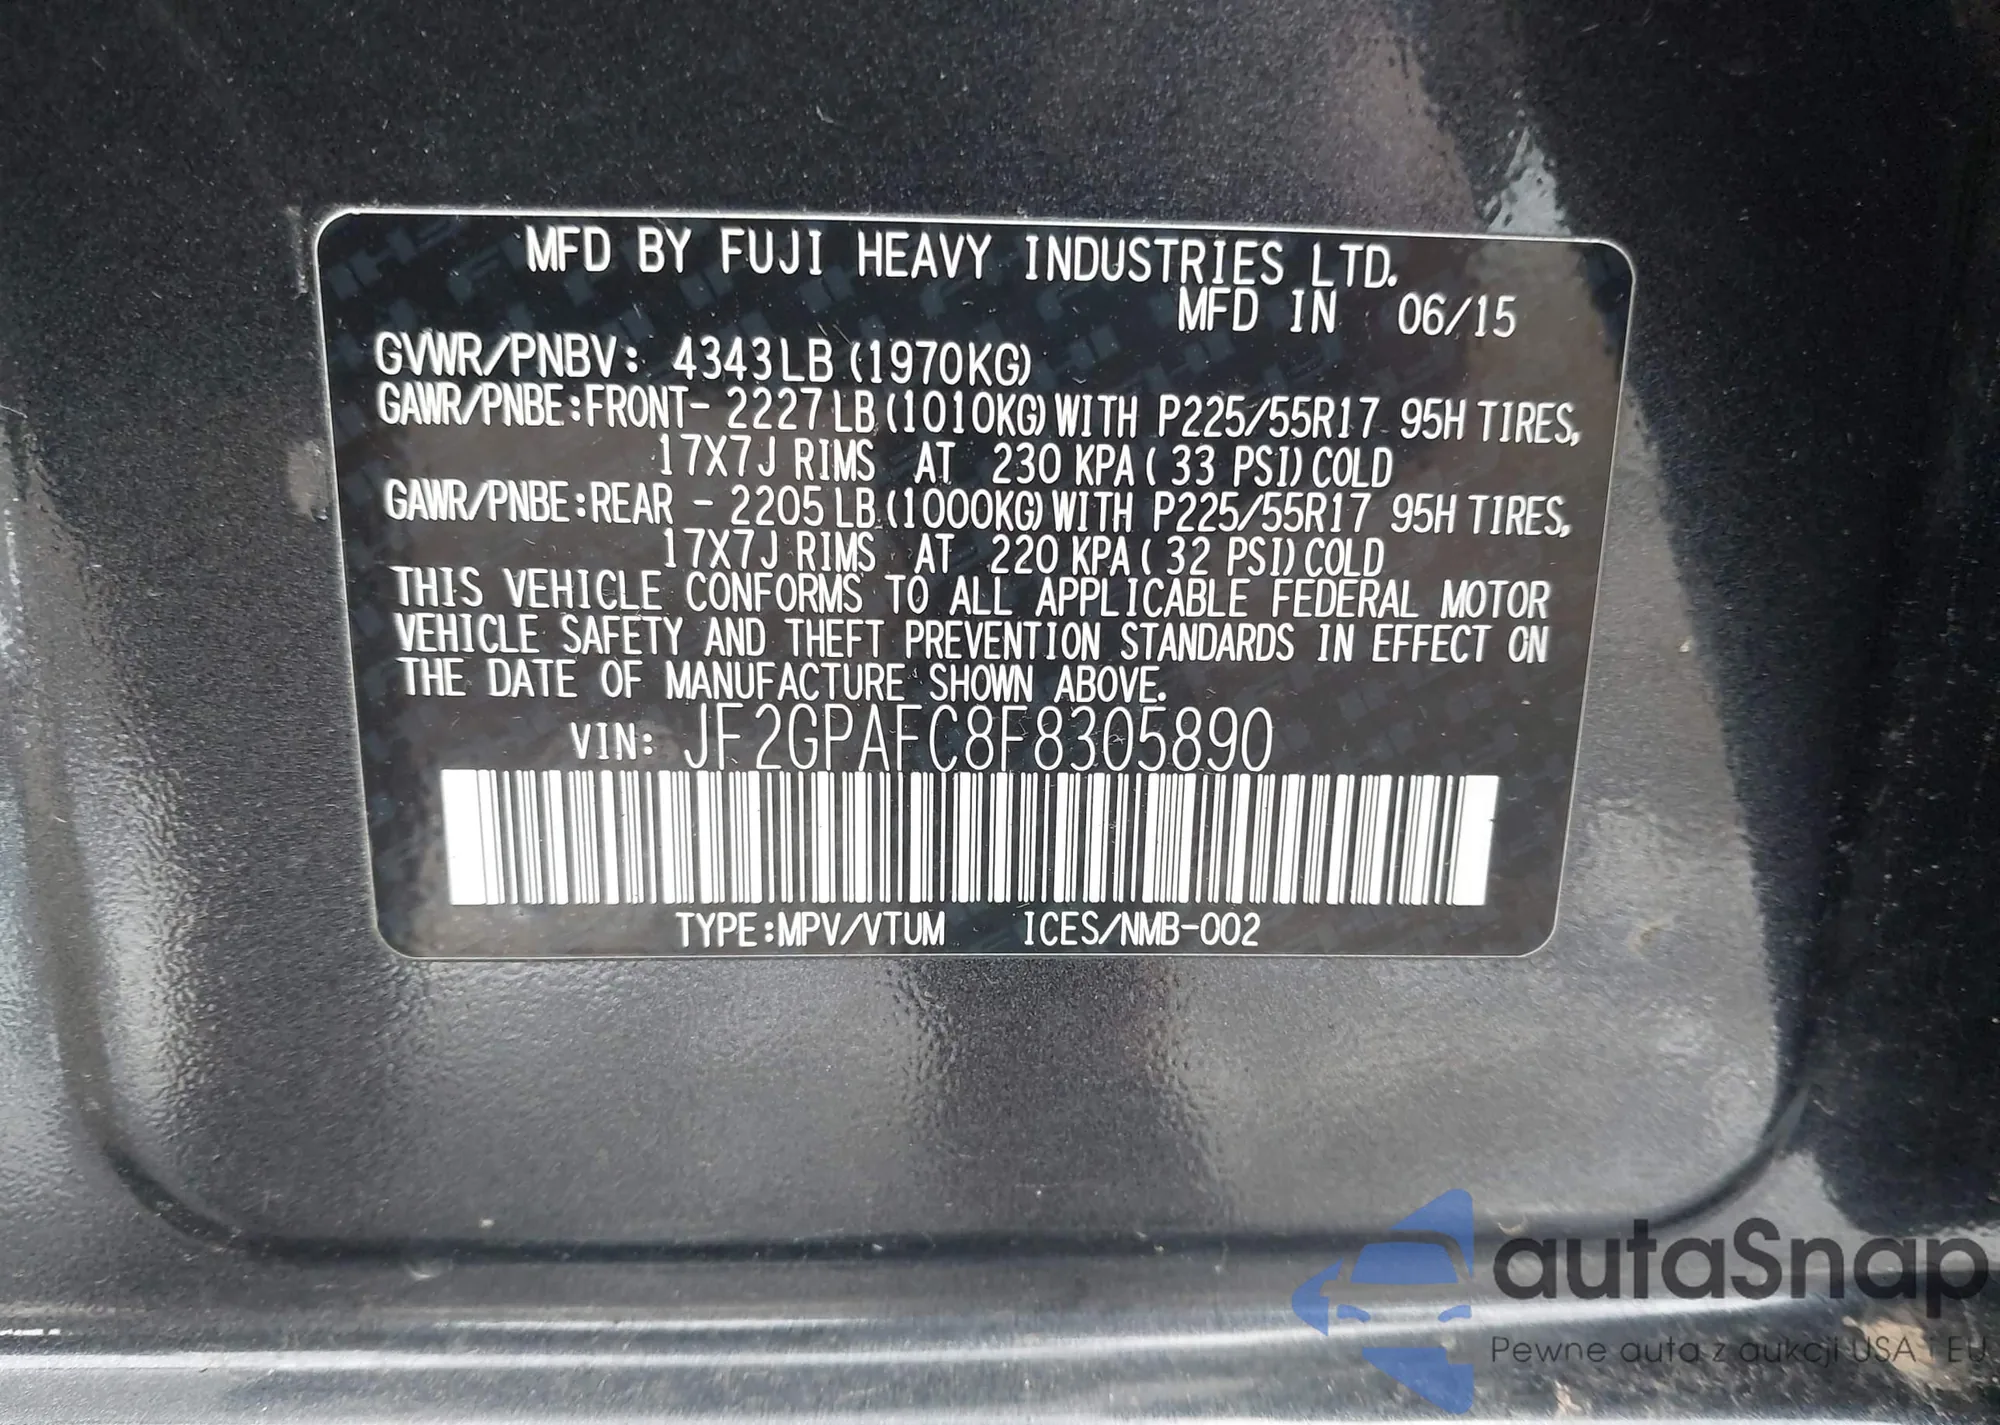 MFD BY FUJI HEAVY INDUSTRIES LTD.
MFD IN 06/15
GVWR/PNBV: 4343LB (1970KG)
GAWR/PNBE:FRONT- 2227LB (1010KG) WITH P225/55R17 95H TIRES,
17X7J RIMS AT 230 KPA ( 33 PSI) COLD
GAWR/PNBE:REAR - 2205LB (1000KG) WITH P225/55R17 95H TIRES,
17X7J RIMS AT 220 KPA ( 32 PSI) COLD
THIS VEHICLE CONFORMS TO ALL APPLICABLE FEDERAL MOTOR
VEHICLE SAFETY AND THEFT PREVENTION STANDARDS IN EFFECT ON
THE DATE OF MANUFACTURE SHOWN ABOVE.
VIN: JF2GPAFC8F8305890
TYPE:MPV/VTUM ICES/NMB-002
autaSnap
Pewne auta z aukcji USA i EU